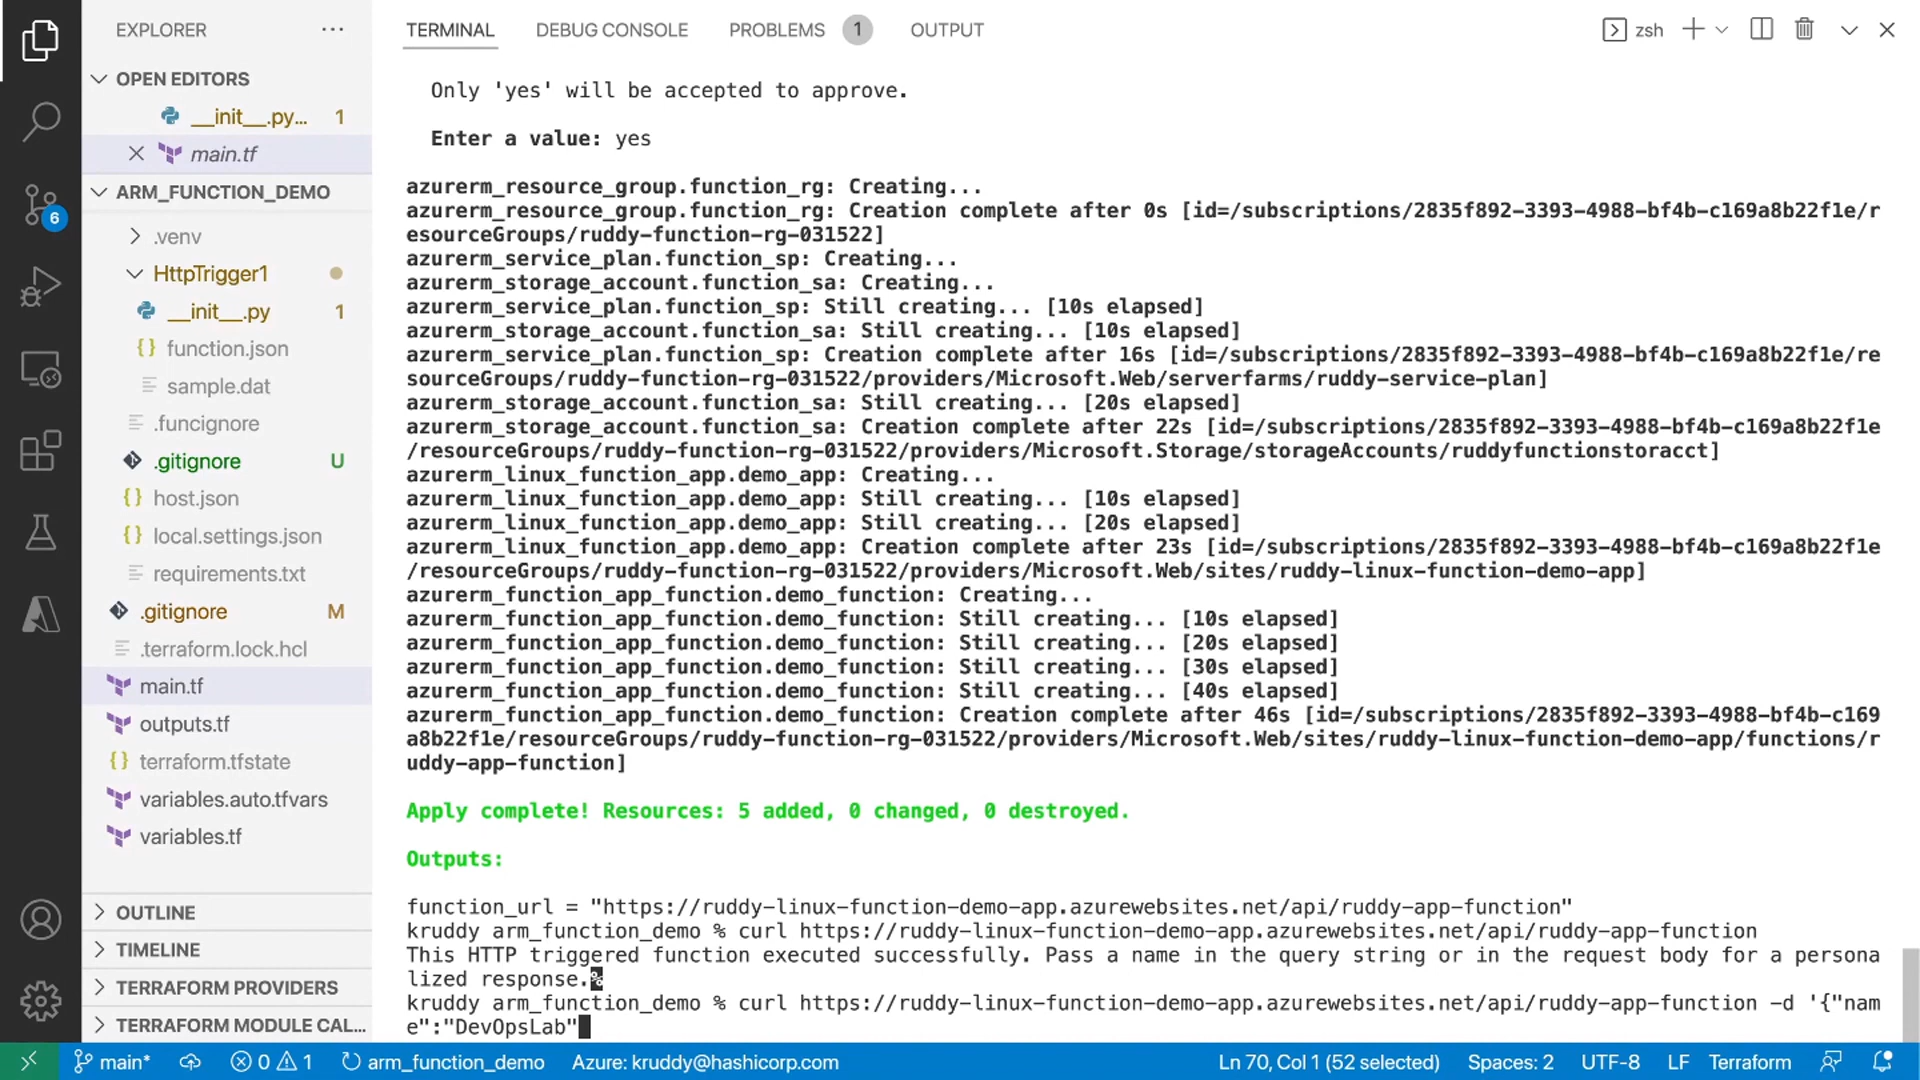 EXPLORER
OPEN EDITORS
__init__.py... 1
main.tf
ARM_FUNCTION_DEMO
.venv
HttpTrigger1
__init__.py 1
function.json
sample.dat
.funcignore
.gitignore U
host.json
local.settings.json
requirements.txt
.gitignore M
.terraform.lock.hcl
main.tf
outputs.tf
terraform.tfstate
variables.auto.tfvars
variables.tf
OUTLINE
TIMELINE
TERRAFORM PROVIDERS
TERRAFORM MODULE CAL...
6
TERMINAL DEBUG CONSOLE PROBLEMS 1 OUTPUT zsh
Only 'yes' will be accepted to approve.
Enter a value: yes
azurerm_resource_group.function_rg: Creating...
azurerm_resource_group.function_rg: Creation complete after 0s [id=/subscriptions/2835f892-3393-4988-bf4b-c169a8b22f1e/r
esourceGroups/ruddy-function-rg-031522]
azurerm_service_plan.function_sp: Creating...
azurerm_storage_account.function_sa: Creating...
azurerm_service_plan.function_sp: Still creating... [10s elapsed]
azurerm_storage_account.function_sa: Still creating... [10s elapsed]
azurerm_service_plan.function_sp: Creation complete after 16s [id=/subscriptions/2835f892-3393-4988-bf4b-c169a8b22f1e/re
sourceGroups/ruddy-function-rg-031522/providers/Microsoft.Web/serverfarms/ruddy-service-plan]
azurerm_storage_account.function_sa: Still creating... [20s elapsed]
azurerm_storage_account.function_sa: Creation complete after 22s [id=/subscriptions/2835f892-3393-4988-bf4b-c169a8b22f1e
/resourceGroups/ruddy-function-rg-031522/providers/Microsoft.Storage/storageAccounts/ruddyfunctionstoracct]
azurerm_linux_function_app.demo_app: Creating...
azurerm_linux_function_app.demo_app: Still creating... [10s elapsed]
azurerm_linux_function_app.demo_app: Still creating... [20s elapsed]
azurerm_linux_function_app.demo_app: Creation complete after 23s [id=/subscriptions/2835f892-3393-4988-bf4b-c169a8b22f1e
/resourceGroups/ruddy-function-rg-031522/providers/Microsoft.Web/sites/ruddy-linux-function-demo-app]
azurerm_function_app_function.demo_function: Creating...
azurerm_function_app_function.demo_function: Still creating... [10s elapsed]
azurerm_function_app_function.demo_function: Still creating... [20s elapsed]
azurerm_function_app_function.demo_function: Still creating... [30s elapsed]
azurerm_function_app_function.demo_function: Still creating... [40s elapsed]
azurerm_function_app_function.demo_function: Creation complete after 46s [id=/subscriptions/2835f892-3393-4988-bf4b-c169
a8b22f1e/resourceGroups/ruddy-function-rg-031522/providers/Microsoft.Web/sites/ruddy-linux-function-demo-app/functions/r
uddy-app-function]
Apply complete! Resources: 5 added, 0 changed, 0 destroyed.
Outputs:
function_url = "https://ruddy-linux-function-demo-app.azurewebsites.net/api/ruddy-app-function"
kruddy arm_function_demo % curl https://ruddy-linux-function-demo-app.azurewebsites.net/api/ruddy-app-function
This HTTP triggered function executed successfully. Pass a name in the query string or in the request body for a persona
lized response.%
kruddy arm_function_demo % curl https://ruddy-linux-function-demo-app.azurewebsites.net/api/ruddy-app-function -d '{"nam
e":"DevOpsLab"
main* 0 1 arm_function_demo Azure: kruddy@hashicorp.com Ln 70, Col 1 (52 selected) Spaces: 2 UTF-8 LF Terraform